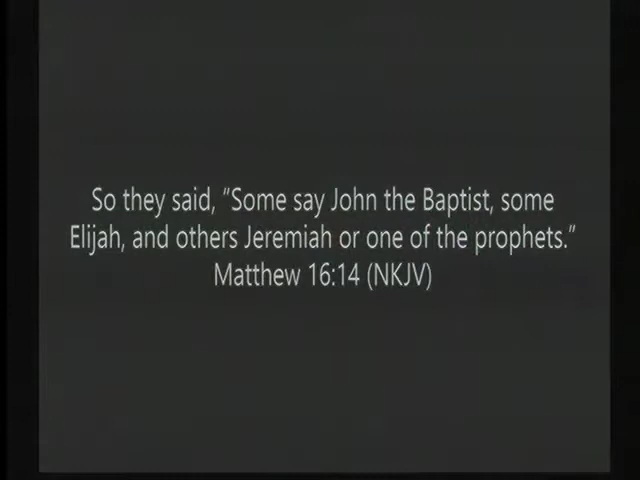 So they said, “Some say John the Baptist, some
Elijah, and others Jeremiah or one of the prophets.”
Matthew 16:14 (NKJV)